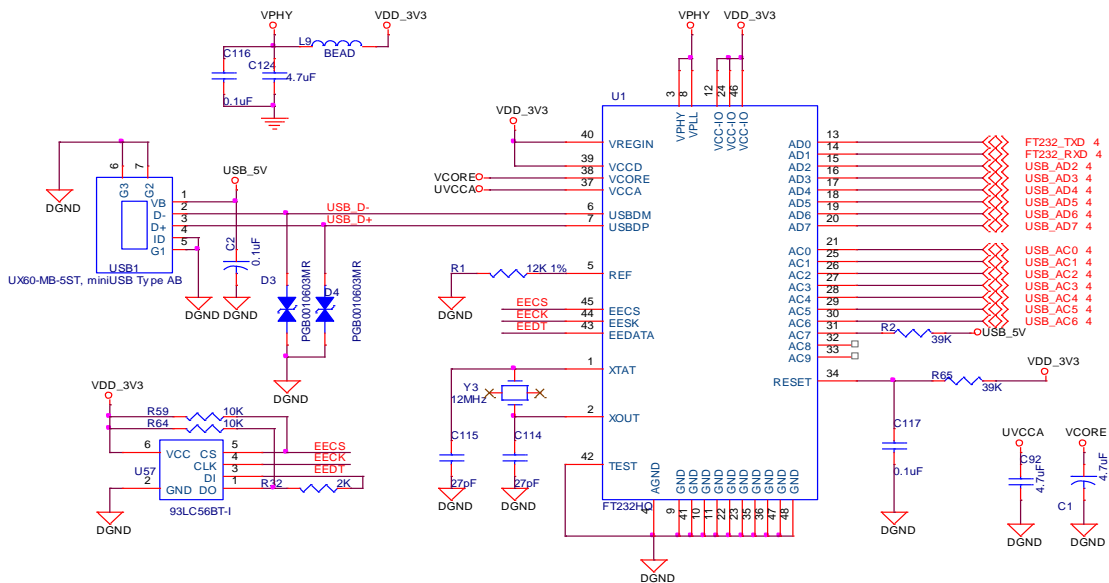 VPHY
VDD_3V3
L9
BEAD
C116
C124
4.7uF
0.1uF
VPHY
VDD_3V3
U1
3
8
12
24
46
VPHY
VPLL
VCC-IO
VCC-IO
VCC-IO
VDD_3V3
40
VREGIN
39
VCCD
VCORE
38
VCORE
UVCCA
37
VCCA
6
USBDM
7
USBDP
5
REF
45
EECS
44
EESK
43
EEDATA
1
XTAT
2
XOUT
42
TEST
AD0
13
FT232_TXD 4
AD1
14
FT232_RXD 4
AD2
15
USB_AD2 4
AD3
16
USB_AD3 4
AD4
17
USB_AD4 4
AD5
18
USB_AD5 4
AD6
19
USB_AD6 4
AD7
20
USB_AD7 4
AC0
21
USB_AC0 4
AC1
25
USB_AC1 4
AC2
26
USB_AC2 4
AC3
27
USB_AC3 4
AC4
28
USB_AC4 4
AC5
29
USB_AC5 4
AC6
30
USB_AC6 4
AC7
31
R2
39K
USB_5V
AC8
32
AC9
33
RESET
34
R65
39K
VDD_3V3
C117
0.1uF
DGND
AGND
GND
GND
GND
GND
GND
GND
GND
GND
GND
GND
4
9
41
10
11
22
23
35
36
47
48
FT232HQ
DGND
6
7
G3
G2
DGND
USB_5V
VB
1
D-
2
D+
3
ID
4
G1
5
USB1
UX60-MB-5ST, miniUSB Type AB
USB_D-
USB_D+
C2
0.1uF
DGND
DGND
D3
PGB0010603MR
D4
PGB0010603MR
DGND
R1
12K 1%
DGND
EECS
EECK
EEDT
Y3
12MHz
C115
27pF
C114
27pF
DGND
DGND
VDD_3V3
R59
10K
R64
10K
6
VCC
CS
5
EECS
CLK
4
EECK
DI
3
EEDT
U57
2
GND
DO
1
R32
2K
93LC56BT-I
DGND
UVCCA
C92
4.7uF
DGND
VCORE
4.7uF
C1
DGND